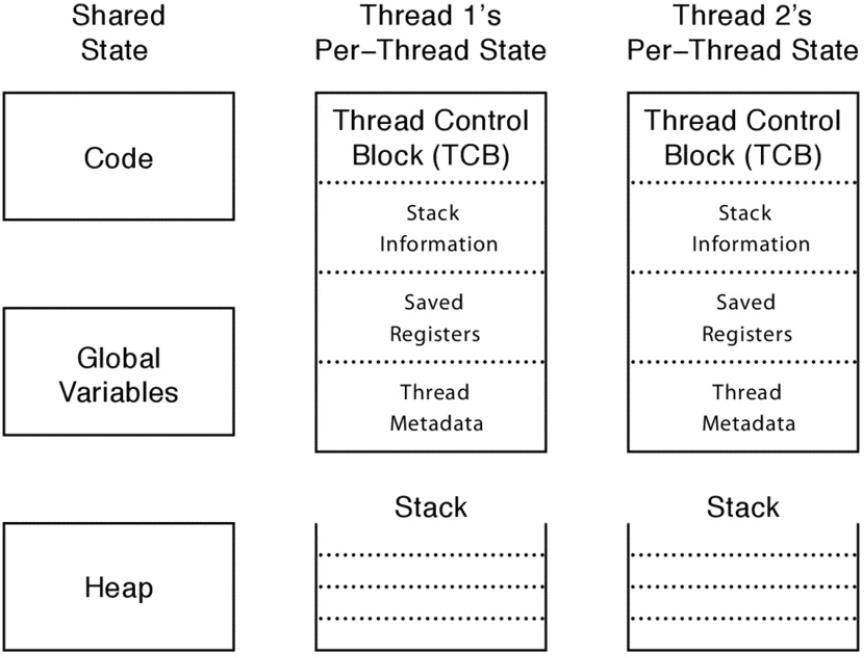 Shared
State
Thread 1's
Per–Thread State
Thread 2's
Per–Thread State
Code
Global
Variables
Heap
Thread Control
Block (TCB)
Stack
Information
Saved
Registers
Thread
Metadata
Stack
Thread Control
Block (TCB)
Stack
Information
Saved
Registers
Thread
Metadata
Stack